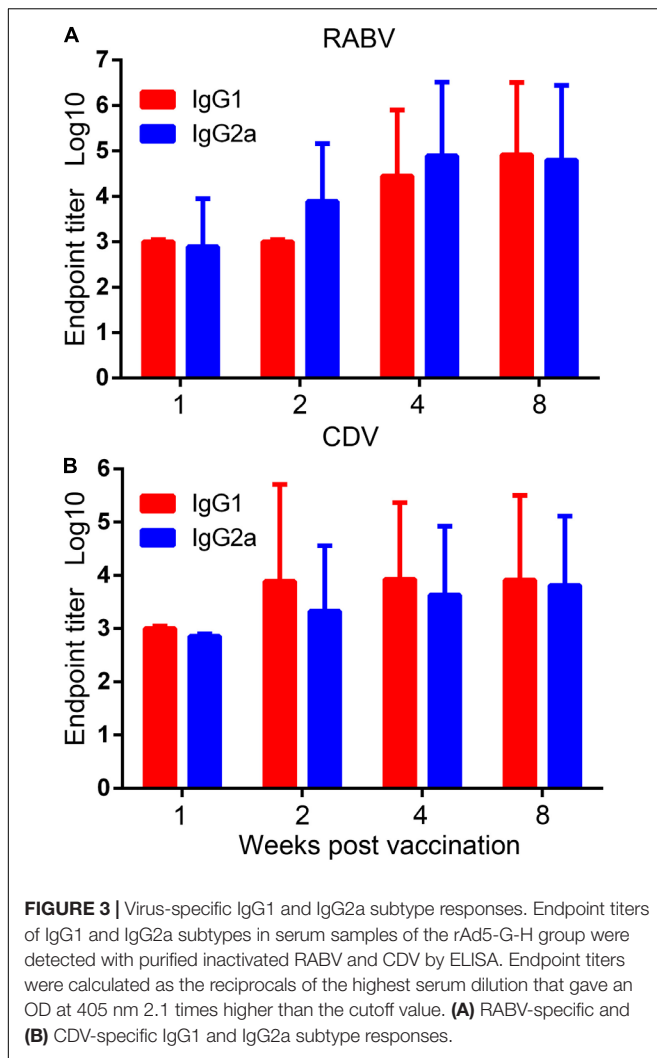 A
RABV
7
6
5
4
3
2
1
0
Endpoint titer Log10
IgG1
IgG2a
1 2 4 8
CDV
B
6
5
4
3
2
1
0
Endpoint titer Log10
IgG1
IgG2a
1 2 4 8
Weeks post vaccination
FIGURE 3 | Virus-specific IgG1 and IgG2a subtype responses. Endpoint titers
of IgG1 and IgG2a subtypes in serum samples of the rAd5-G-H group were
detected with purified inactivated RABV and CDV by ELISA. Endpoint titers
were calculated as the reciprocals of the highest serum dilution that gave an
OD at 405 nm 2.1 times higher than the cutoff value. (A) RABV-specific and
(B) CDV-specific IgG1 and IgG2a subtype responses.